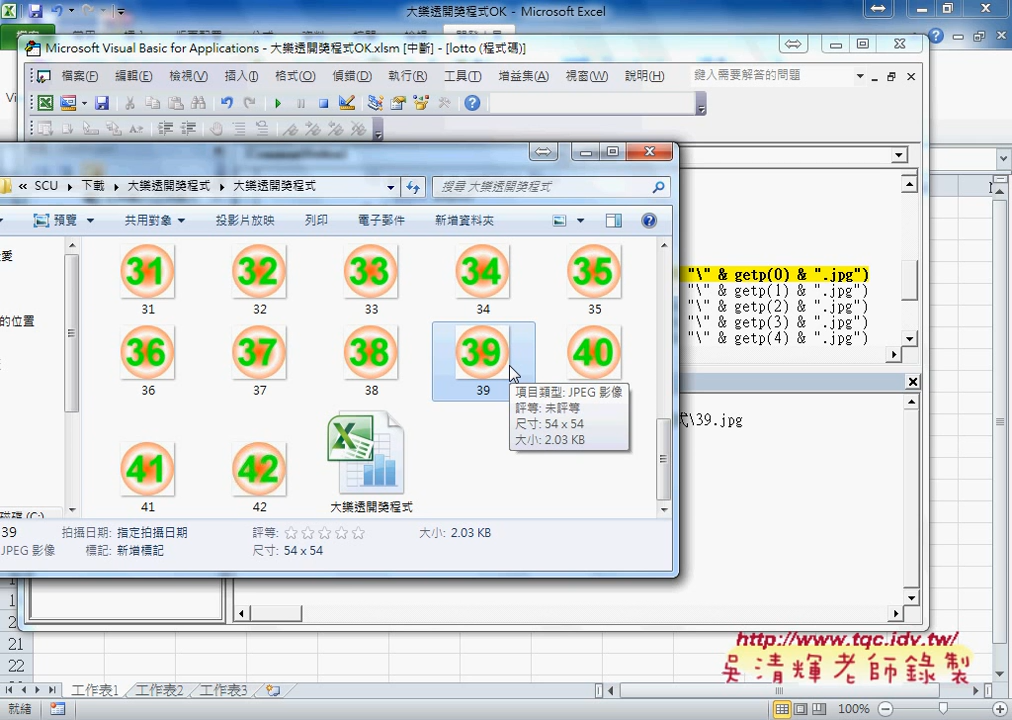 大樂透開獎程式OK - Microsoft Excel
Microsoft Visual Basic for Applications - 大樂透開獎程式OK.xlsm [中斷] - [lotto (程式碼)]
檔案(F) 編輯(E) 檢視(V) 插入(I) 格式(O) 偵錯(D) 執行(R) 工具(T) 增益集(A) 視窗(W) 說明(H) 鍵入需要解答的問題
« SCU 下載 大樂透開獎程式 大樂透開獎程式 搜尋 大樂透開獎程式
預覽 共用對象 投影片放映 列印 電子郵件 新增資料夾
31 32 33 34 35
31 32 33 34 35
"\" & getp(0) & ".jpg")
"\" & getp(1) & ".jpg")
"\" & getp(2) & ".jpg")
"\" & getp(3) & ".jpg")
"\" & getp(4) & ".jpg")
的位置
36 37 38 39 40
36 37 38 39
項目類型: JPEG 影像
評等: 未評等
尺寸: 54 x 54
大小: 2.03 KB
\39.jpg
41 42
41 42 大樂透開獎程式
39 拍攝日期: 指定拍攝日期 評等: 大小: 2.03 KB
JPEG 影像 標記: 新增標記 尺寸: 54 x 54
21
22
http://www.tqc.idv.tw/
吳清輝老師錄製
工作表1 工作表2 工作表3
就緒 100%